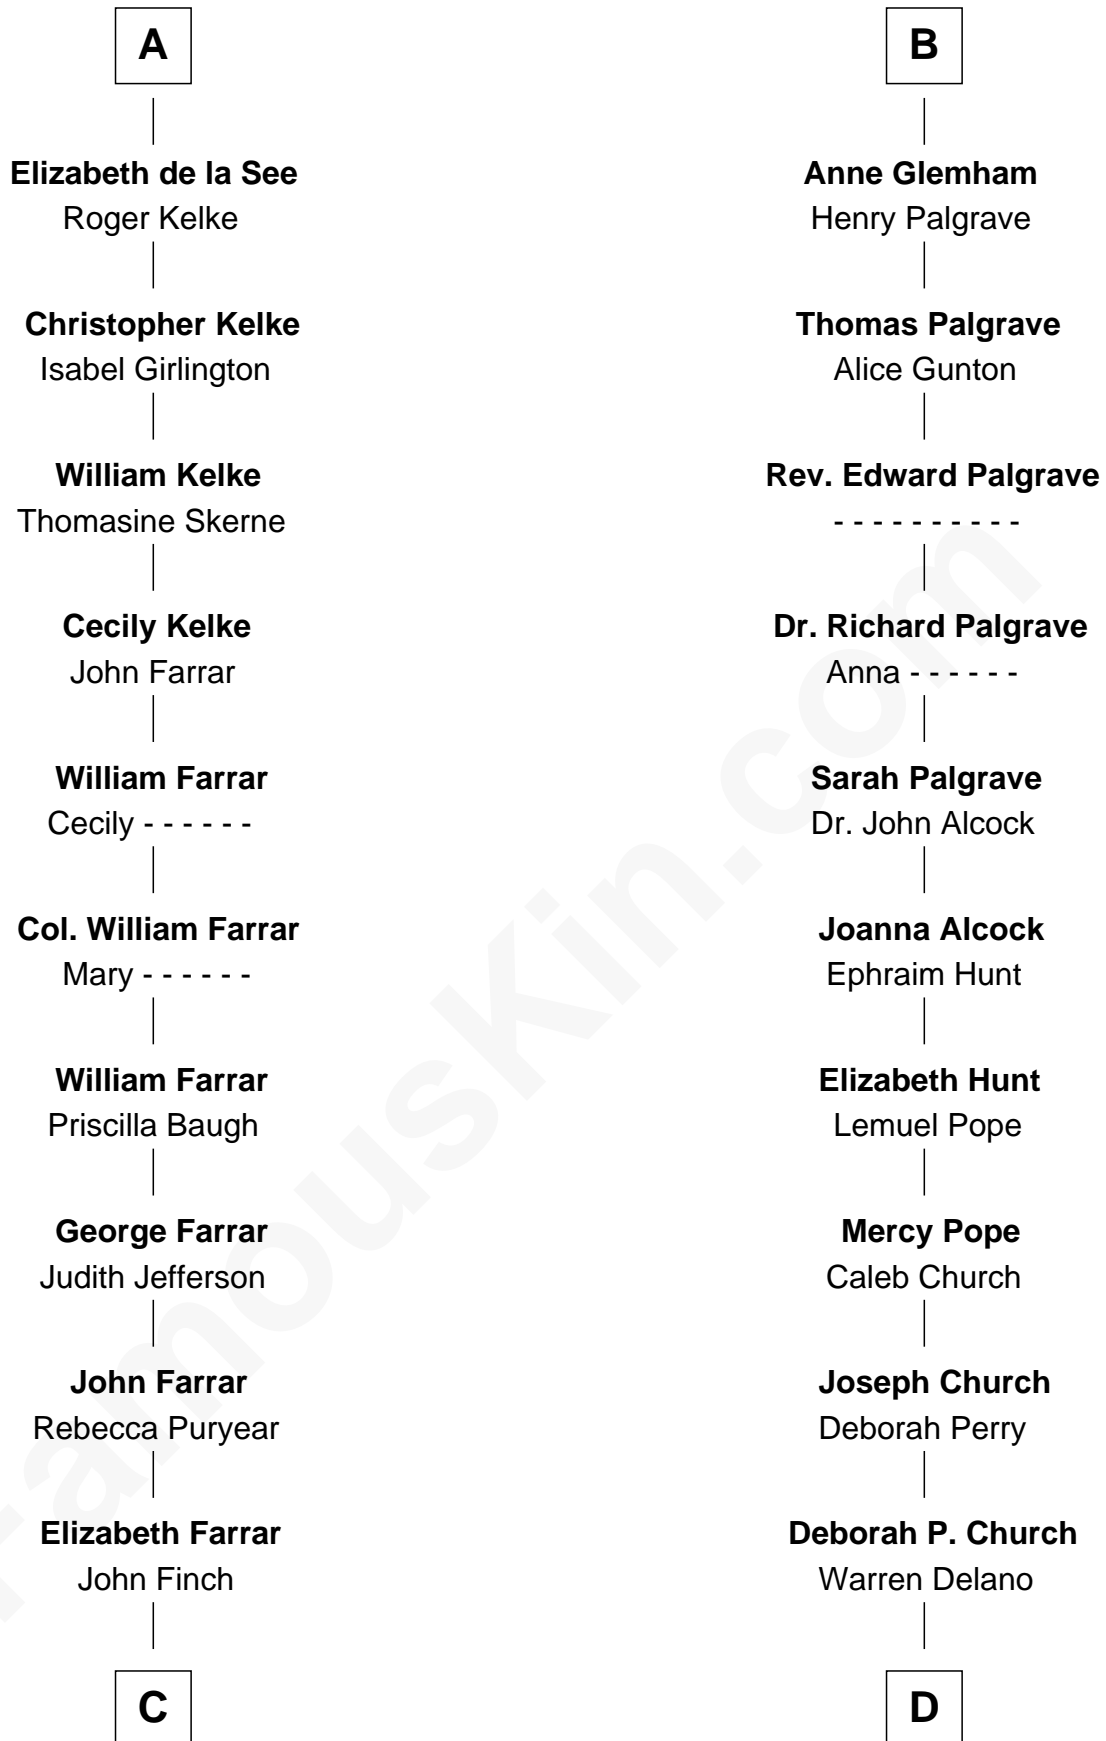 A
Elizabeth de la See
Roger Kelke
Christopher Kelke
Isabel Girlington
William Kelke
Thomasine Skerne
Cecily Kelke
John Farrar
William Farrar
Cecily - - - - - -
Col. William Farrar
Mary - - - - - -
William Farrar
Priscilla Baugh
George Farrar
Judith Jefferson
John Farrar
Rebecca Puryear
Elizabeth Farrar
John Finch
C
B
Anne Glemham
Henry Palgrave
Thomas Palgrave
Alice Gunton
Rev. Edward Palgrave
- - - - - - - - - -
Dr. Richard Palgrave
Anna - - - - - -
Sarah Palgrave
Dr. John Alcock
Joanna Alcock
Ephraim Hunt
Elizabeth Hunt
Lemuel Pope
Mercy Pope
Caleb Church
Joseph Church
Deborah Perry
Deborah P. Church
Warren Delano
D
FamousKin.com